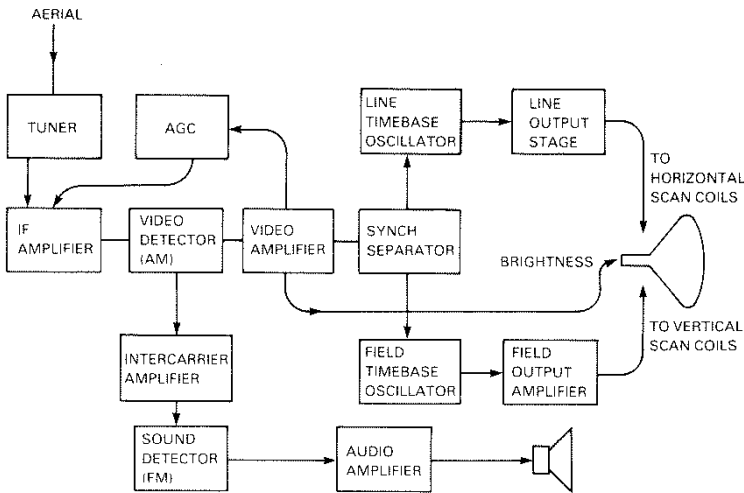 AERIAL
TUNER
AGC
LINE
TIMEBASE
OSCILLATOR
LINE
OUTPUT
STAGE
TO
HORIZONTAL
SCAN COILS
IF
AMPLIFIER
VIDEO
DETECTOR
(AM)
VIDEO
AMPLIFIER
SYNCH
SEPARATOR
BRIGHTNESS
INTERCARRIER
AMPLIFIER
FIELD
TIMEBASE
OSCILLATOR
FIELD
OUTPUT
AMPLIFIER
TO VERTICAL
SCAN COILS
SOUND
DETECTOR
(FM)
AUDIO
AMPLIFIER